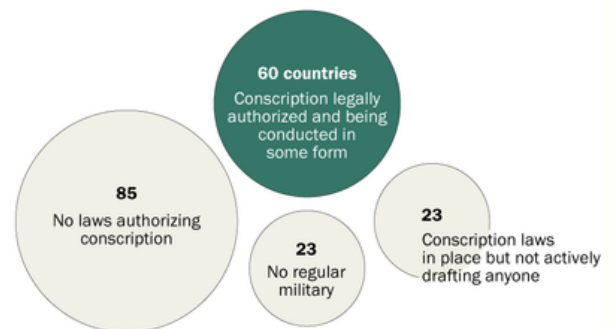 60 countries
Conscription legally
authorized and being
conducted in
some form
85
No laws authorizing
conscription
23
No regular
military
23
Conscription laws
in place but not actively
drafting anyone